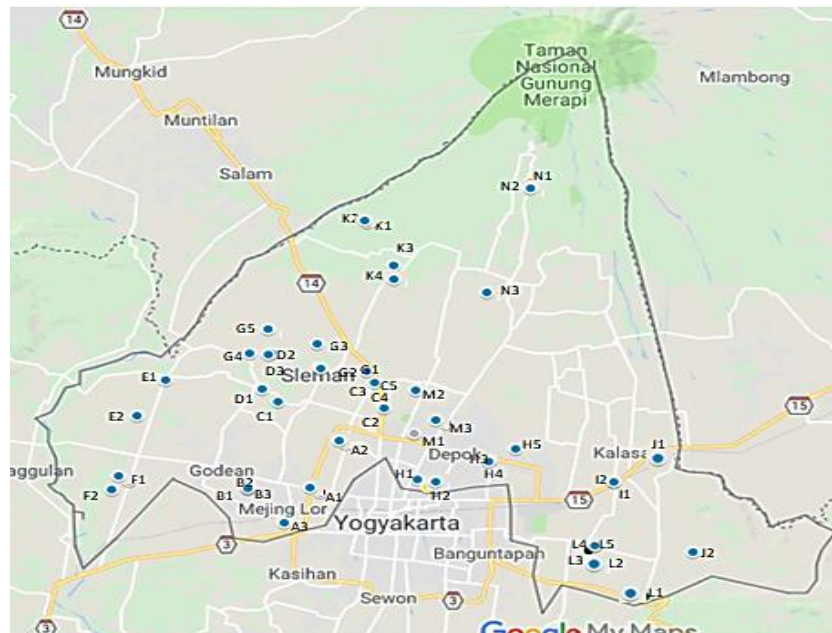 14
Mungkid
Taman
Nasional
Gunung
Merapi
Mlambong
Muntilan
Salam
N1
N2
K2
K1
K3
K4
14
N3
G5
G3
G4
D2
D3
G2
G1
Sleman
E1
C3
C5
D1
C1
C4
M2
E2
C2
M3
15
M1
A2
H5
J1
Depok
Kalasa
aggulan
Godean
H3
H4
F1
B2
H1
I2
F2
B1
B3
A1
H2
I1
15
Mejing Lor
A3
Yogyakarta
3
L4
L5
J2
Banguntapah
L3
L2
Kasihan
L1
Sewon
3
3
Google My Maps